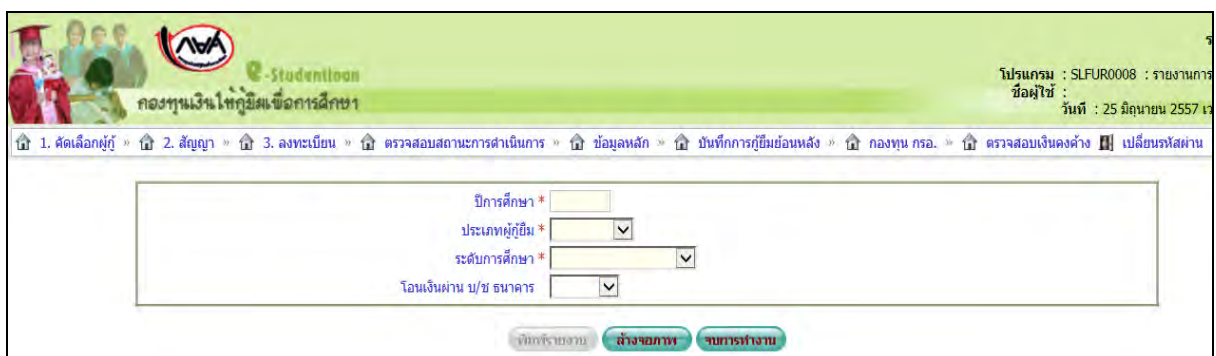 กยศ
e-Studentloan
กองทุนเงินให้กู้ยืมเพื่อการศึกษา
โปรแกรม : SLFUR0008 : รายงานการ
ชื่อผู้ใช้ :
วันที่ : 25 มิถุนายน 2557 เว
1. คัดเลือกผู้กู้ » 2. สัญญา » 3. ลงทะเบียน » ตรวจสอบสถานะการดำเนินการ » ข้อมูลหลัก » บันทึกการกู้ยืมย้อนหลัง » กองทุน กรอ. » ตรวจสอบเงินคงค้าง เปลี่ยนรหัสผ่าน
ปีการศึกษา *
ประเภทผู้กู้ยืม *
ระดับการศึกษา *
โอนเงินผ่าน บ/ช ธนาคาร
พิมพ์รายงาน ล้างจอภาพ จบการทำงาน